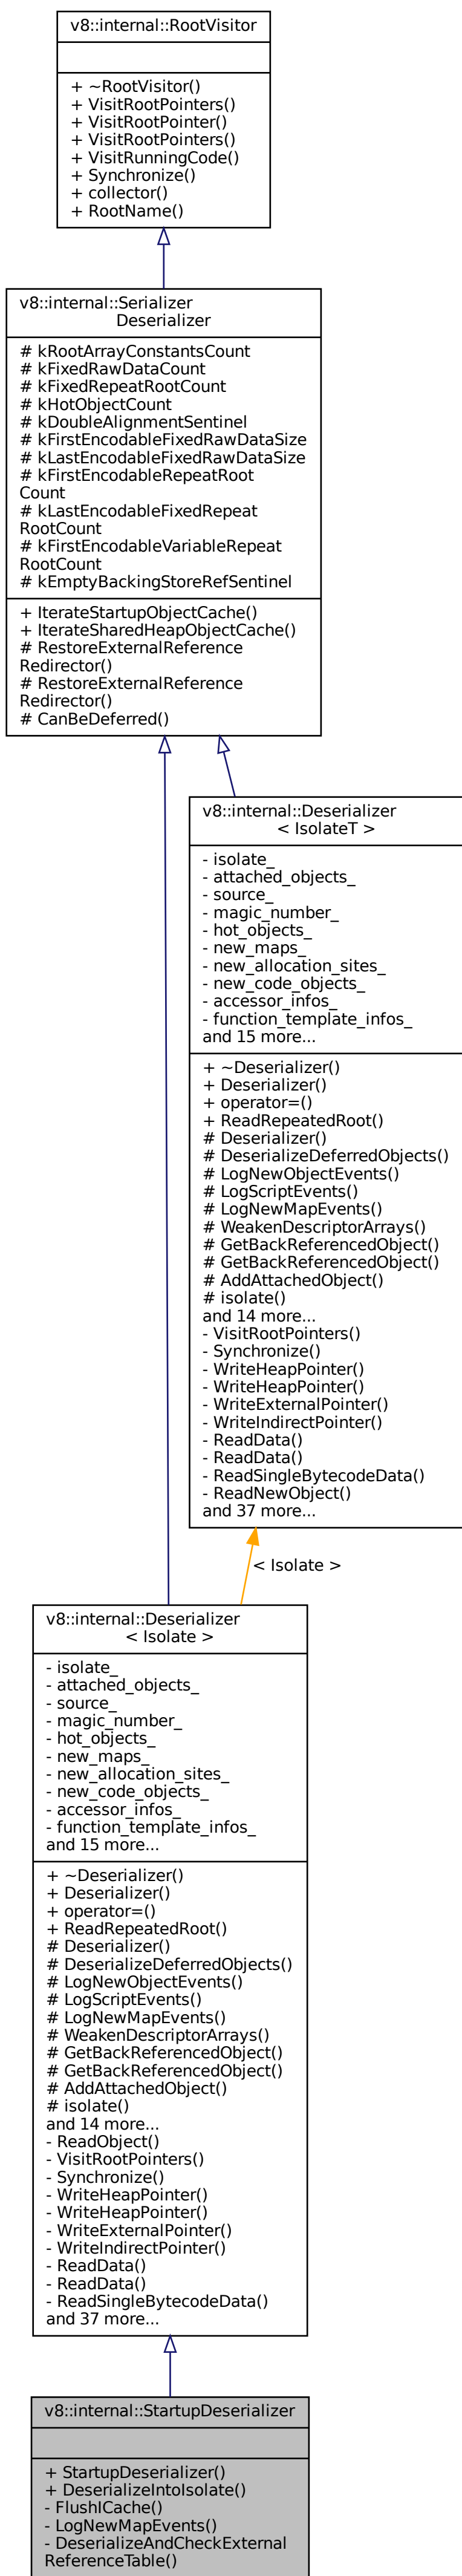 v8::internal::RootVisitor
+ ~RootVisitor()
+ VisitRootPointers()
+ VisitRootPointer()
+ VisitRootPointers()
+ VisitRunningCode()
+ Synchronize()
+ collector()
+ RootName()
v8::internal::Serializer
Deserializer
# kRootArrayConstantsCount
# kFixedRawDataCount
# kFixedRepeatRootCount
# kHotObjectCount
# kDoubleAlignmentSentinel
# kFirstEncodableFixedRawDataSize
# kLastEncodableFixedRawDataSize
# kFirstEncodableRepeatRoot
Count
# kLastEncodableFixedRepeat
RootCount
# kFirstEncodableVariableRepeat
RootCount
# kEmptyBackingStoreRefSentinel
+ IterateStartupObjectCache()
+ IterateSharedHeapObjectCache()
# RestoreExternalReference
Redirector()
# RestoreExternalReference
Redirector()
# CanBeDeferred()
v8::internal::Deserializer
< IsolateT >
- isolate_
- attached_objects_
- source_
- magic_number_
- hot_objects_
- new_maps_
- new_allocation_sites_
- new_code_objects_
- accessor_infos_
- function_template_infos_
and 15 more...
+ ~Deserializer()
+ Deserializer()
+ operator=()
+ ReadRepeatedRoot()
# Deserializer()
# DeserializeDeferredObjects()
# LogNewObjectEvents()
# LogScriptEvents()
# LogNewMapEvents()
# WeakenDescriptorArrays()
# GetBackReferencedObject()
# GetBackReferencedObject()
# AddAttachedObject()
# isolate()
and 14 more...
- VisitRootPointers()
- Synchronize()
- WriteHeapPointer()
- WriteHeapPointer()
- WriteExternalPointer()
- WriteIndirectPointer()
- ReadData()
- ReadData()
- ReadSingleBytecodeData()
- ReadNewObject()
and 37 more...
< Isolate >
v8::internal::Deserializer
< Isolate >
- isolate_
- attached_objects_
- source_
- magic_number_
- hot_objects_
- new_maps_
- new_allocation_sites_
- new_code_objects_
- accessor_infos_
- function_template_infos_
and 15 more...
+ ~Deserializer()
+ Deserializer()
+ operator=()
+ ReadRepeatedRoot()
# Deserializer()
# DeserializeDeferredObjects()
# LogNewObjectEvents()
# LogScriptEvents()
# LogNewMapEvents()
# WeakenDescriptorArrays()
# GetBackReferencedObject()
# GetBackReferencedObject()
# AddAttachedObject()
# isolate()
and 14 more...
- ReadObject()
- VisitRootPointers()
- Synchronize()
- WriteHeapPointer()
- WriteHeapPointer()
- WriteExternalPointer()
- WriteIndirectPointer()
- ReadData()
- ReadData()
- ReadSingleBytecodeData()
and 37 more...
v8::internal::StartupDeserializer
+ StartupDeserializer()
+ DeserializeIntoIsolate()
- FlushICache()
- LogNewMapEvents()
- DeserializeAndCheckExternal
ReferenceTable()